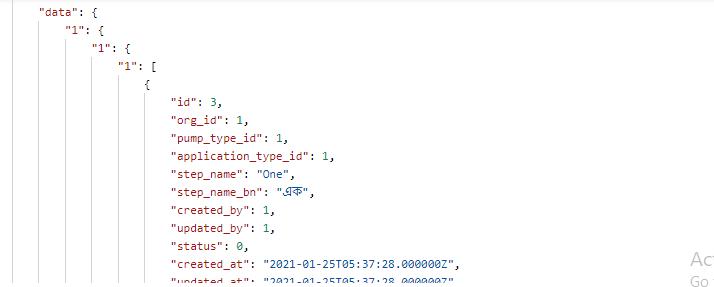 "data": {
"1": {
"1": {
"1": [
{
"id": 3,
"org_id": 1,
"pump_type_id": 1,
"application_type_id": 1,
"step_name": "One",
"step_name_bn": "এক",
"created_by": 1,
"updated_by": 1,
"status": 0,
"created_at": "2021-01-25T05:37:28.000000Z",
"updated_at": "2021-01-25T05:37:28.000000Z"
Act
Go